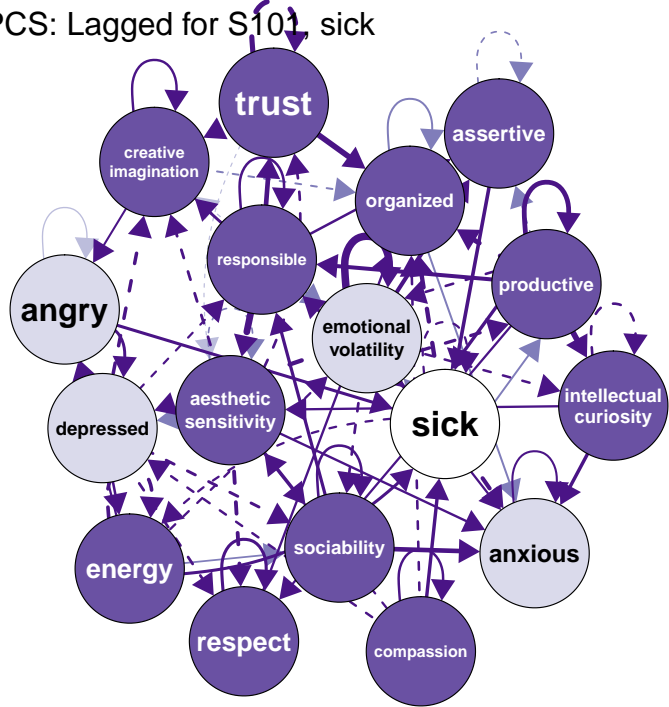 PCS: Lagged for S101, sick
trust
assertive
creative
imagination
organized
responsible
productive
angry
emotional
volatility
aesthetic
sensitivity
intellectual
curiosity
sick
depressed
sociability
anxious
energy
respect
compassion